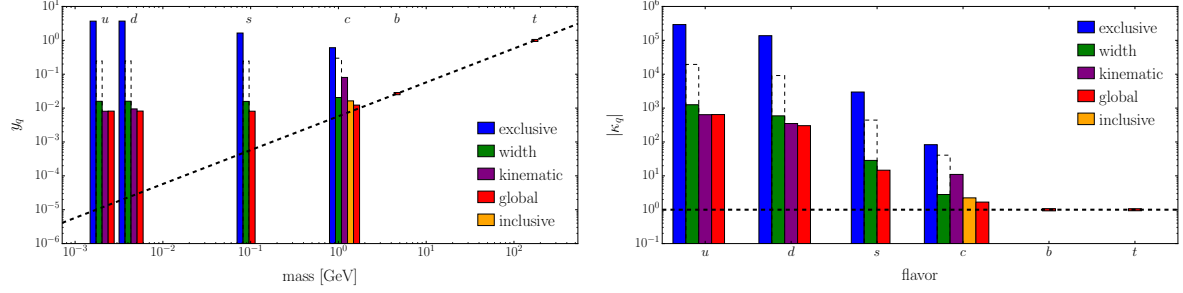 u d s c b t
10^1
10^0
10^{-1}
10^{-2}
10^{-3}
10^{-4}
10^{-5}
10^{-6}
y_q
exclusive
width
kinematic
global
inclusive
10^{-3} 10^{-2} 10^{-1} 10^0 10^1 10^2
mass [GeV]
10^6
10^5
10^4
10^3
10^2
10^1
10^0
10^{-1}
|κ_q|
exclusive
width
kinematic
global
inclusive
u d s c b t
flavor